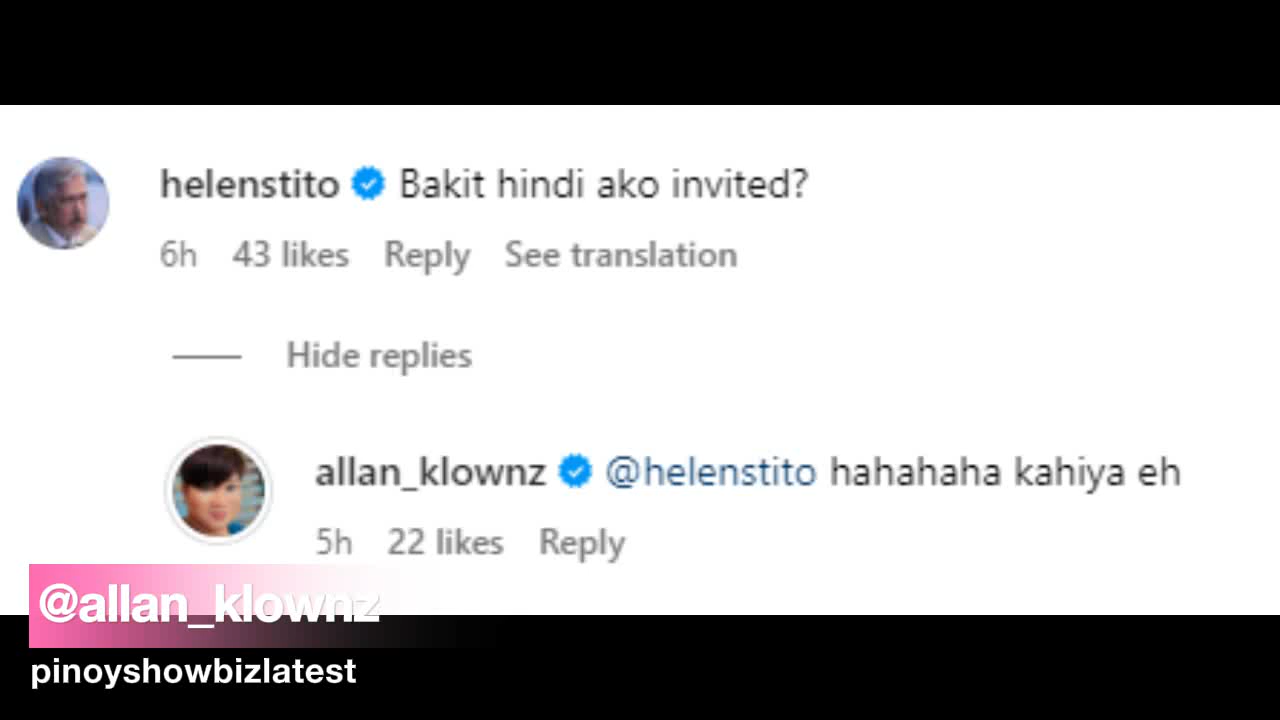 helenstito Bakit hindi ako invited?
6h 43 likes Reply See translation
Hide replies
allan_klownz @helenstito hahahaha kahiya eh
5h 22 likes Reply
@allan_klownz
pinoyshowbizlatest